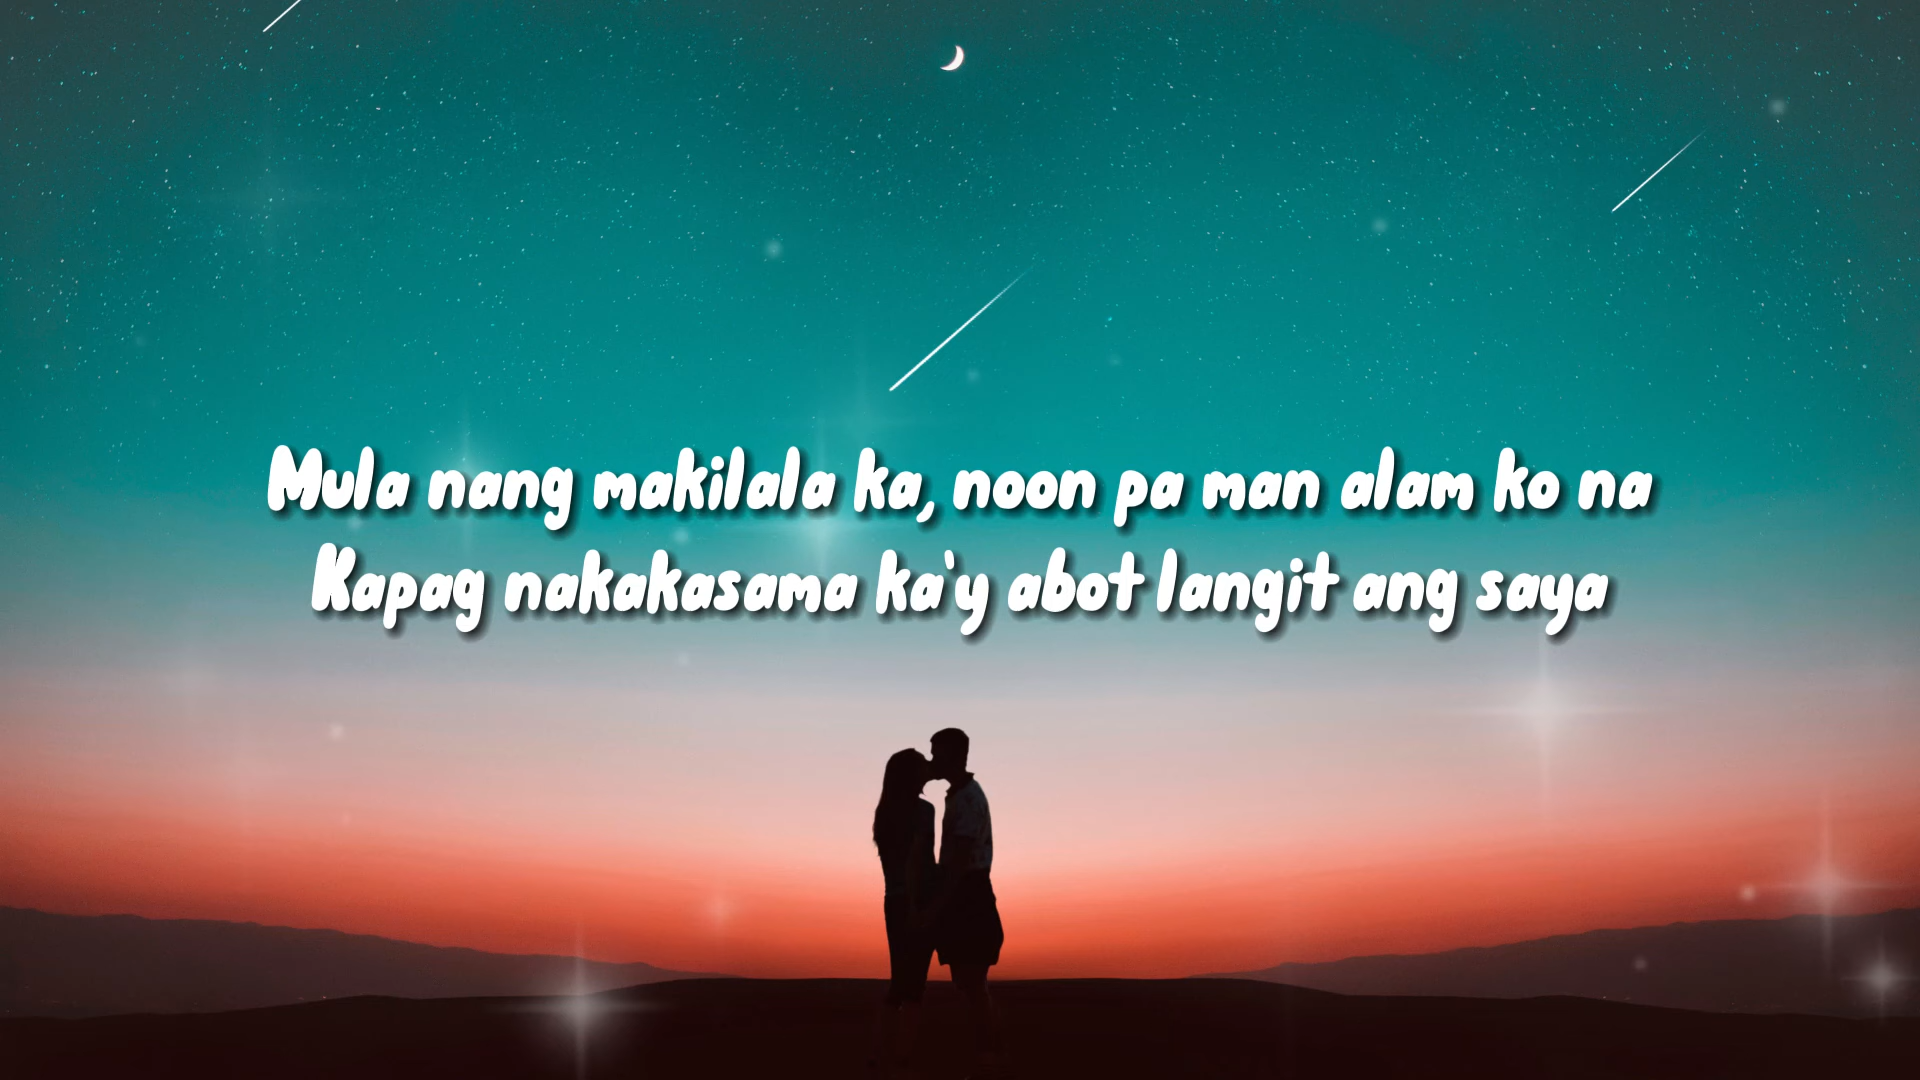 Mula nang makilala ka, noon pa man alam ko na
Kapag nakakasama ka'y abot langit ang saya